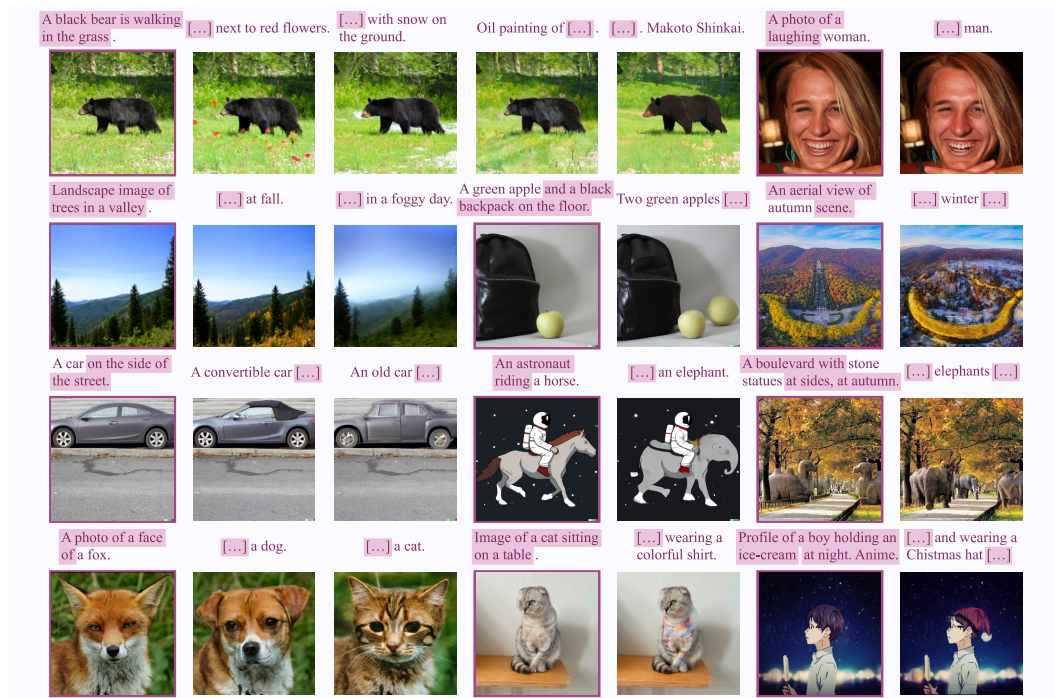 A black bear is walking
in the grass .
[…] next to red flowers.
[…] with snow on
the ground.
Oil painting of […] .
[…] . Makoto Shinkai.
A photo of a
laughing woman.
[…] man.
Landscape image of
trees in a valley .
[…] at fall.
[…] in a foggy day.
A green apple and a black
backpack on the floor.
Two green apples […]
An aerial view of
autumn scene.
[…] winter […]
A car on the side of
the street.
A convertible car […]
An old car […]
An astronaut
riding a horse.
[…] an elephant.
A boulevard with stone
statues at sides, at autumn.
[…] elephants […]
A photo of a face
of a fox.
[…] a dog.
[…] a cat.
Image of a cat sitting
on a table .
[…] wearing a
colorful shirt.
Profile of a boy holding an
ice-cream at night. Anime.
[…] and wearing a
Chistmas hat […]